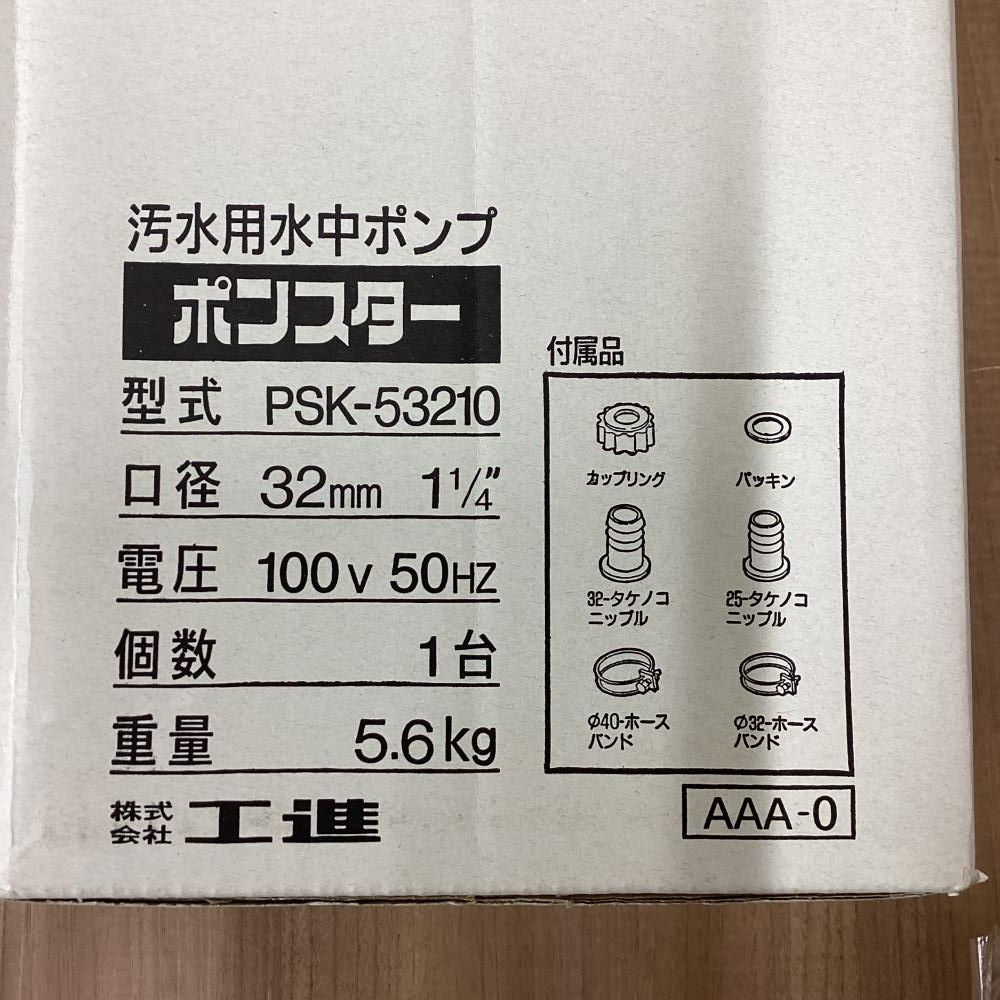 汚水用水中ポンプ
ポンスター
型式 PSK-53210
口径 32mm 1 1/4"
電圧 100V 50HZ
個数 1台
重量 5.6kg
株式会社 工進
付属品
カップリング
パッキン
32-タケノコ
ニップル
25-タケノコ
ニップル
φ40-ホース
バンド
φ32-ホース
バンド
AAA-0